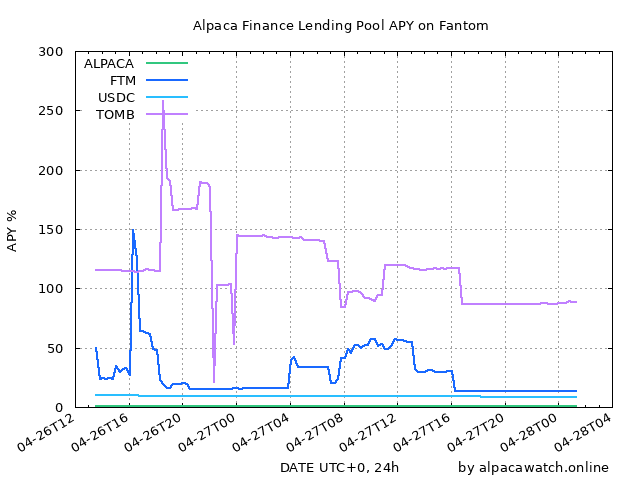 Alpaca Finance Lending Pool APY on Fantom
300
250
200
150
100
50
0
APY %
ALPACA
FTM
USDC
TOMB
04-26T12
04-26T16
04-26T20
04-27T00
04-27T04
04-27T08
04-27T12
04-27T16
04-27T20
04-28T00
04-28T04
DATE UTC+0, 24h
by alpacawatch.online